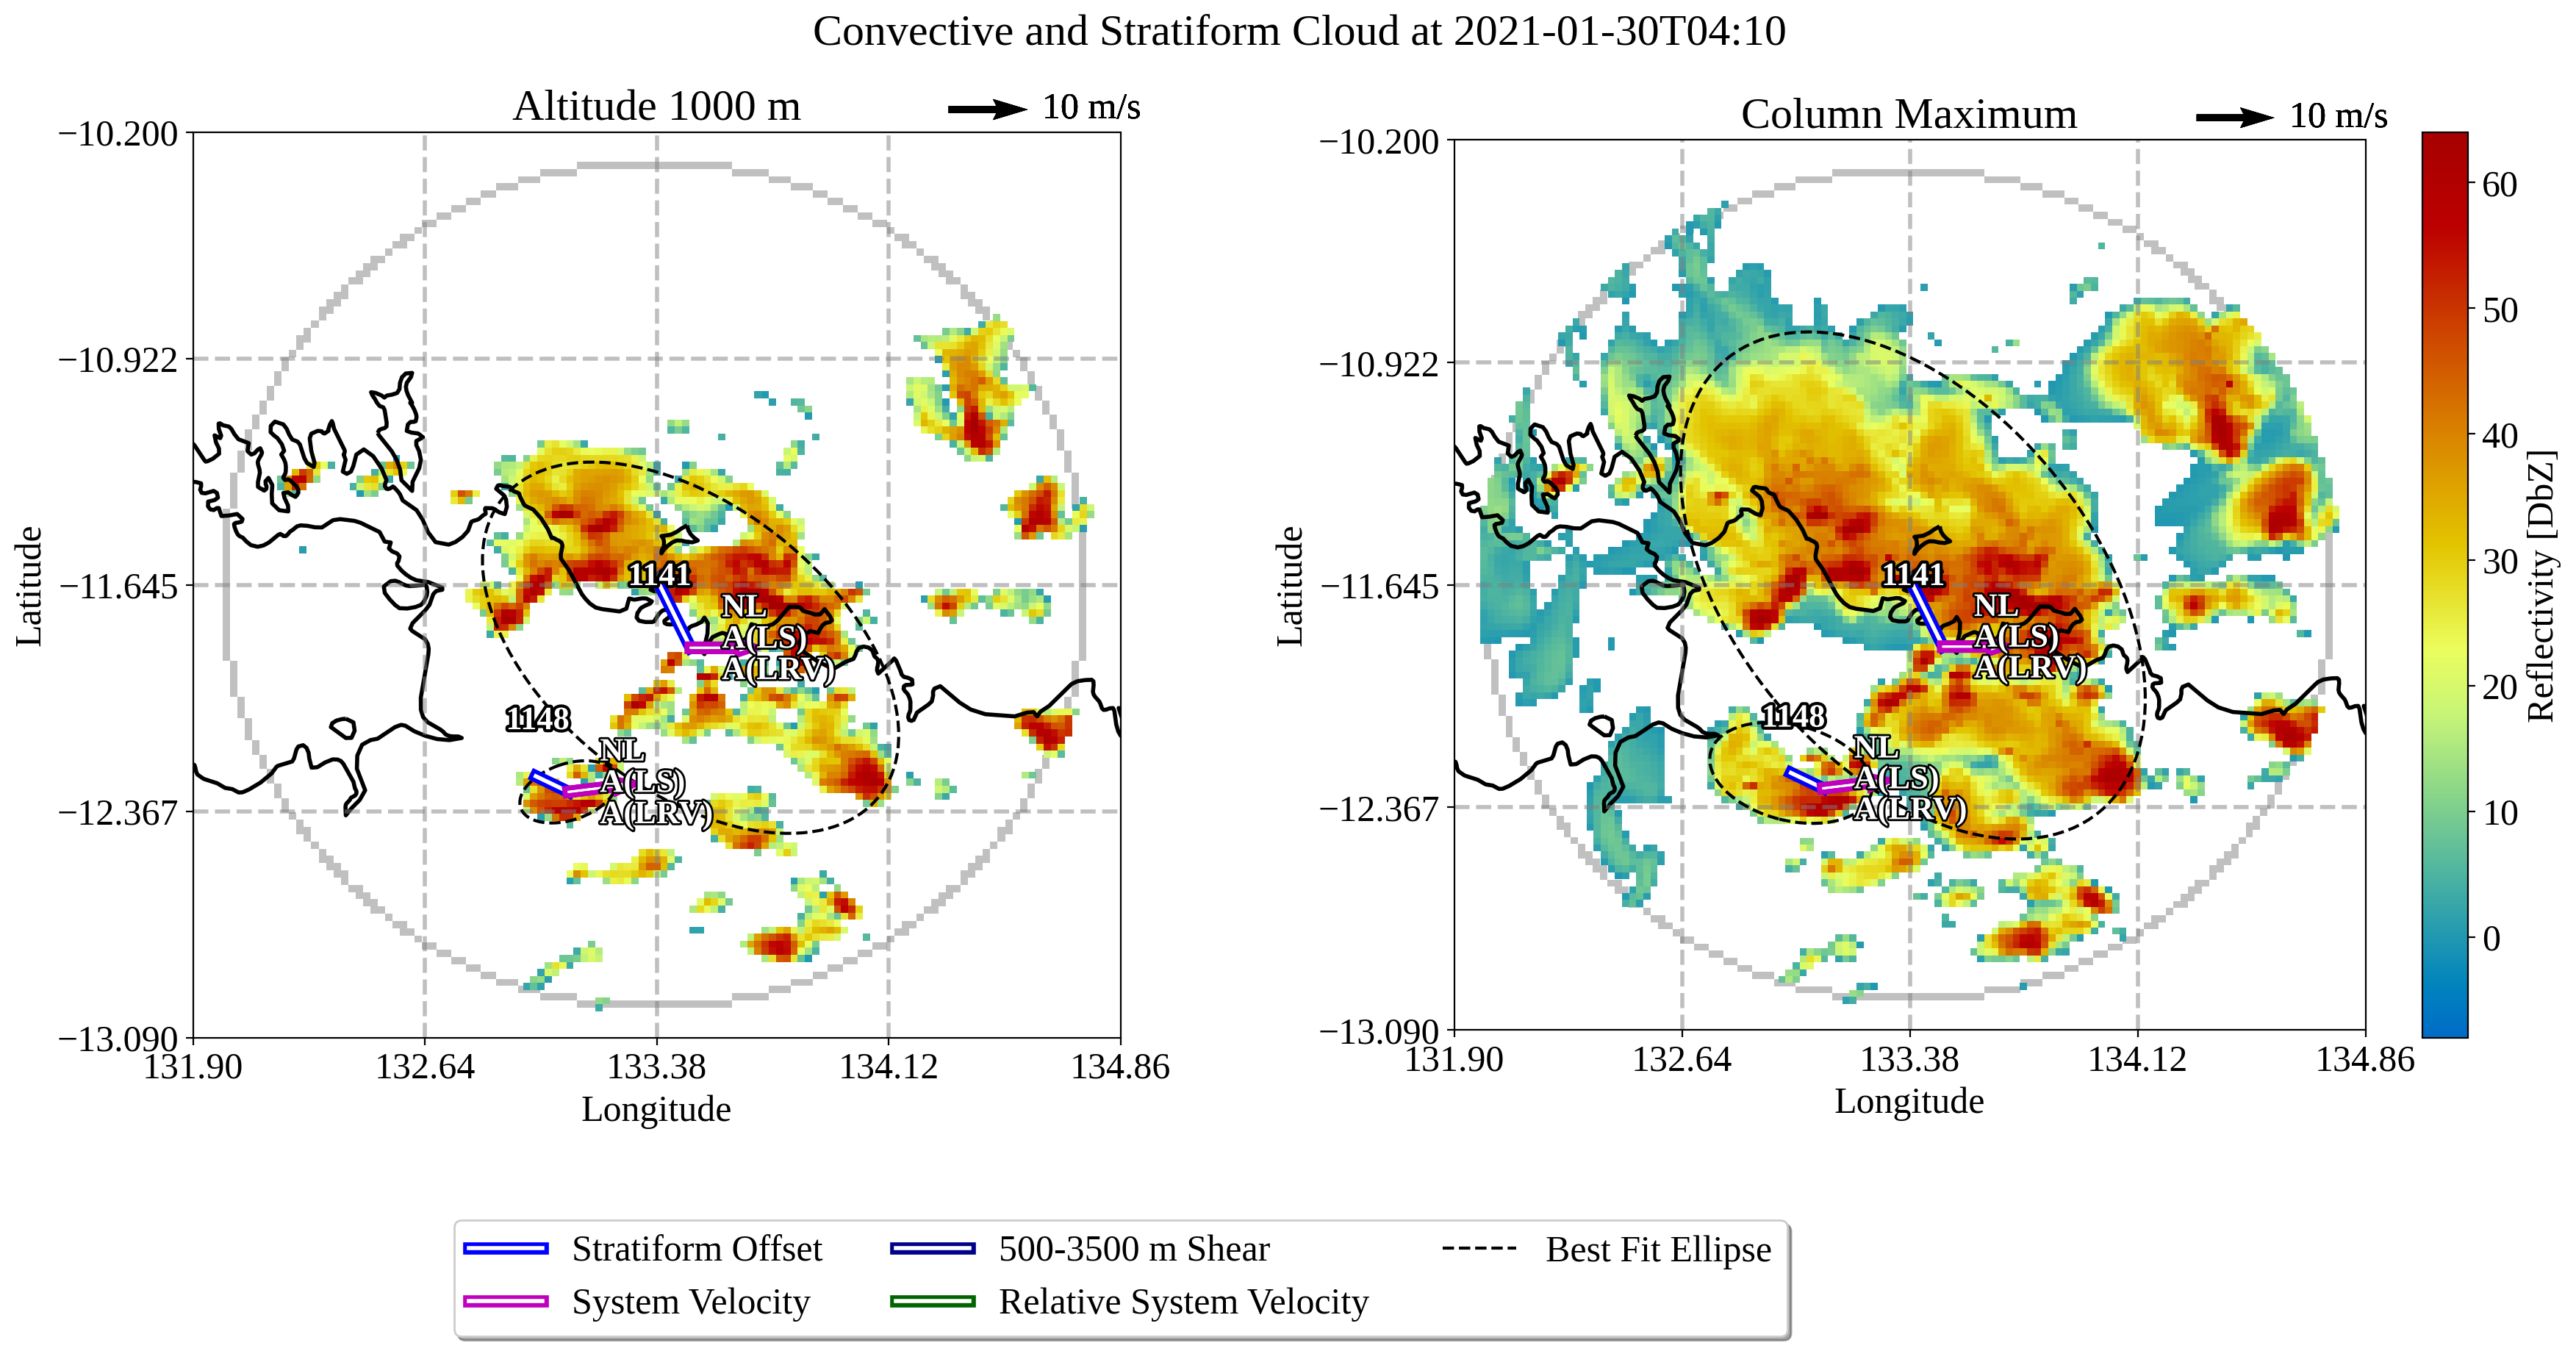 Convective and Stratiform Cloud at 2021-01-30T04:10
Altitude 1000 m
10 m/s
−10.200
−10.922
−11.645
−12.367
−13.090
Latitude
131.90
132.64
133.38
134.12
134.86
Longitude
1141
NL
A(LS)
A(LRV)
1148
NL
A(LS)
A(LRV)
Column Maximum
10 m/s
−10.200
−10.922
−11.645
−12.367
−13.090
Latitude
131.90
132.64
133.38
134.12
134.86
Longitude
1141
NL
A(LS)
A(LRV)
1148
NL
A(LS)
A(LRV)
60
50
40
30
20
10
0
Reflectivity [DbZ]
Stratiform Offset
System Velocity
500-3500 m Shear
Relative System Velocity
Best Fit Ellipse